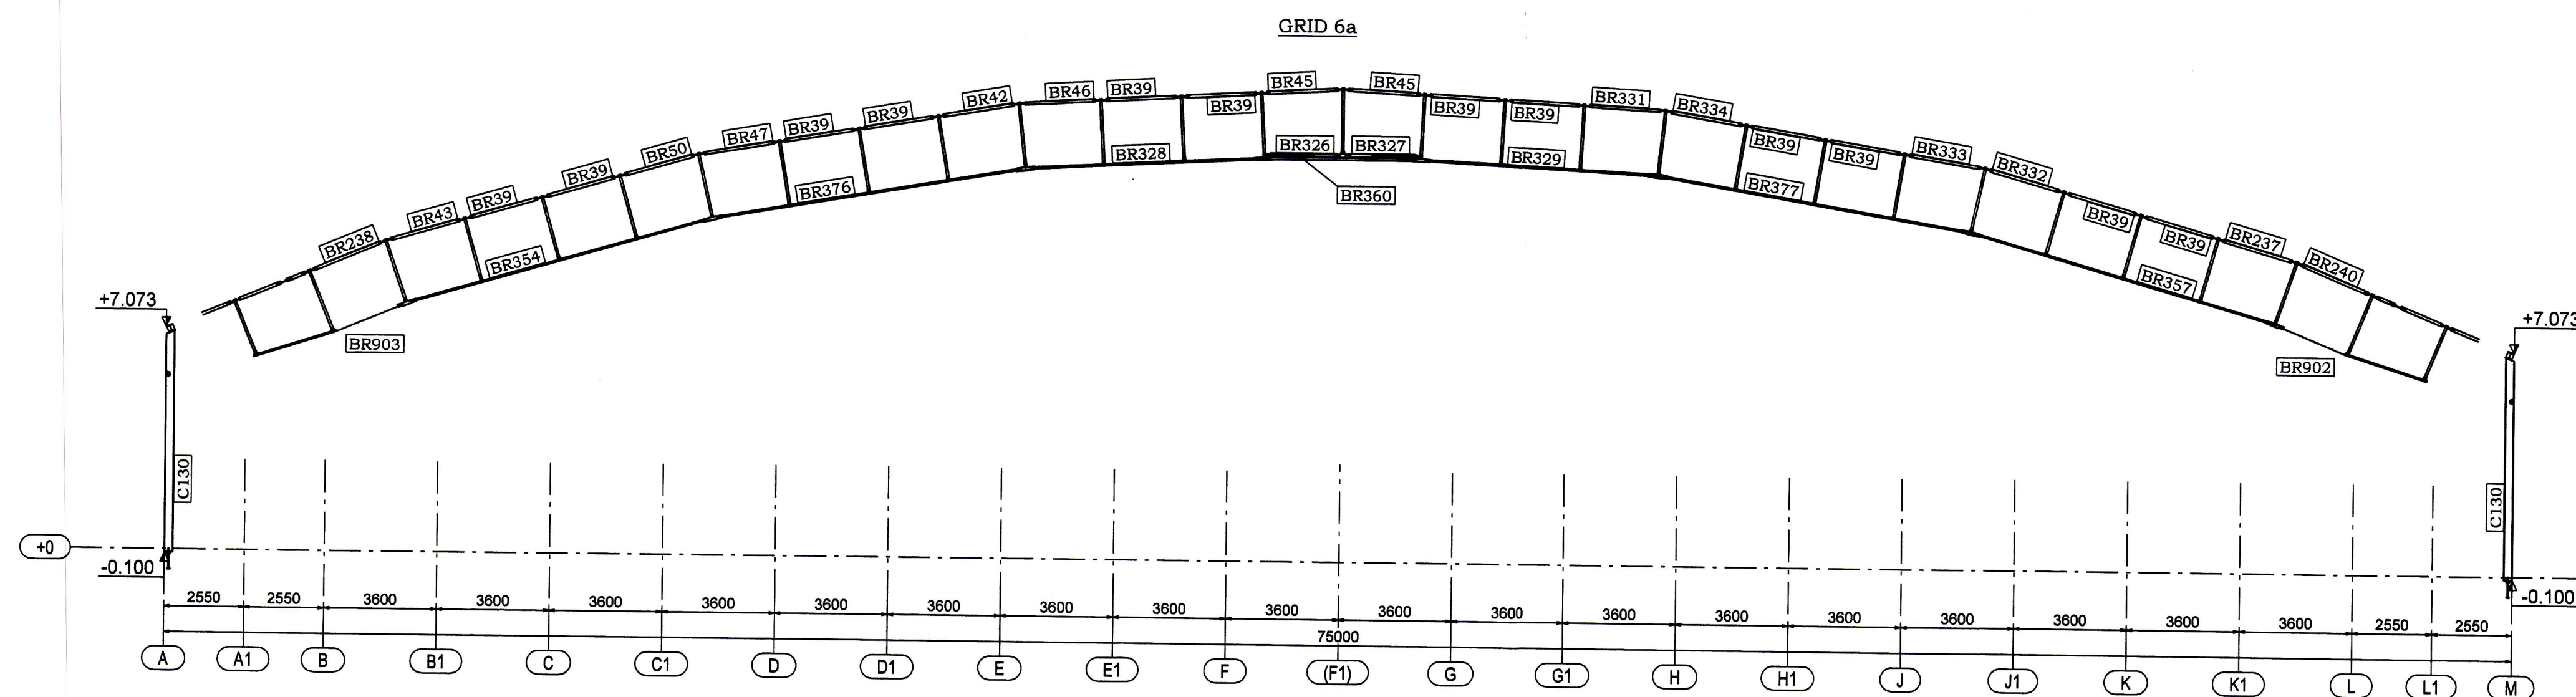 GRID 6a
BR45
BR45
BR46
BR39
BR39
BR39
BR39
BR331
BR334
BR42
BR39
BR39
BR47
BR50
BR39
BR39
BR43
BR238
BR39
BR39
BR333
BR332
BR39
BR39
BR237
BR240
BR328
BR326
BR327
BR329
BR360
BR376
BR377
BR354
BR357
BR903
BR902
+7.073
+7.073
C130
C130
+0
-0.100
-0.100
2550 2550 3600 3600 3600 3600 3600 3600 3600 3600 3600 3600 3600 3600 3600 3600 3600 3600 3600 3600 2550 2550
75000
A A1 B B1 C C1 D D1 E E1 F (F1) G G1 H H1 J J1 K K1 L L1 M